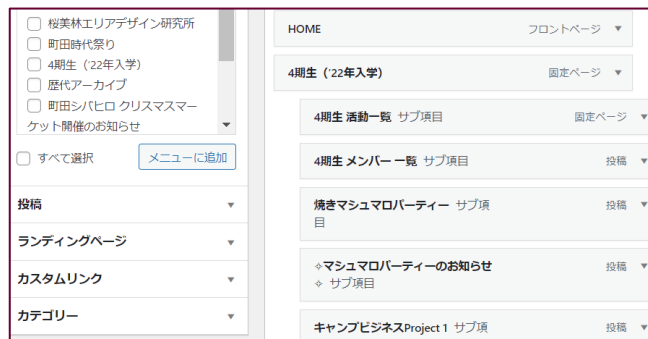 桜美林エリアデザイン研究所
町田時代祭り
4期生（'22年入学）
歴代アーカイブ
町田シバヒロ クリスマスマー
ケット開催のお知らせ
すべて選択
メニューに追加
投稿
ランディングページ
カスタムリンク
カテゴリー
HOME フロントページ
4期生（'22年入学） 固定ページ
4期生 活動一覧 サブ項目 固定ページ
4期生 メンバー 一覧 サブ項目 投稿
焼きマシュマロパーティー サブ項 投稿
目
✧マシュマロパーティーのお知らせ 投稿
✧ サブ項目
キャンプビジネスProject 1 サブ項 投稿